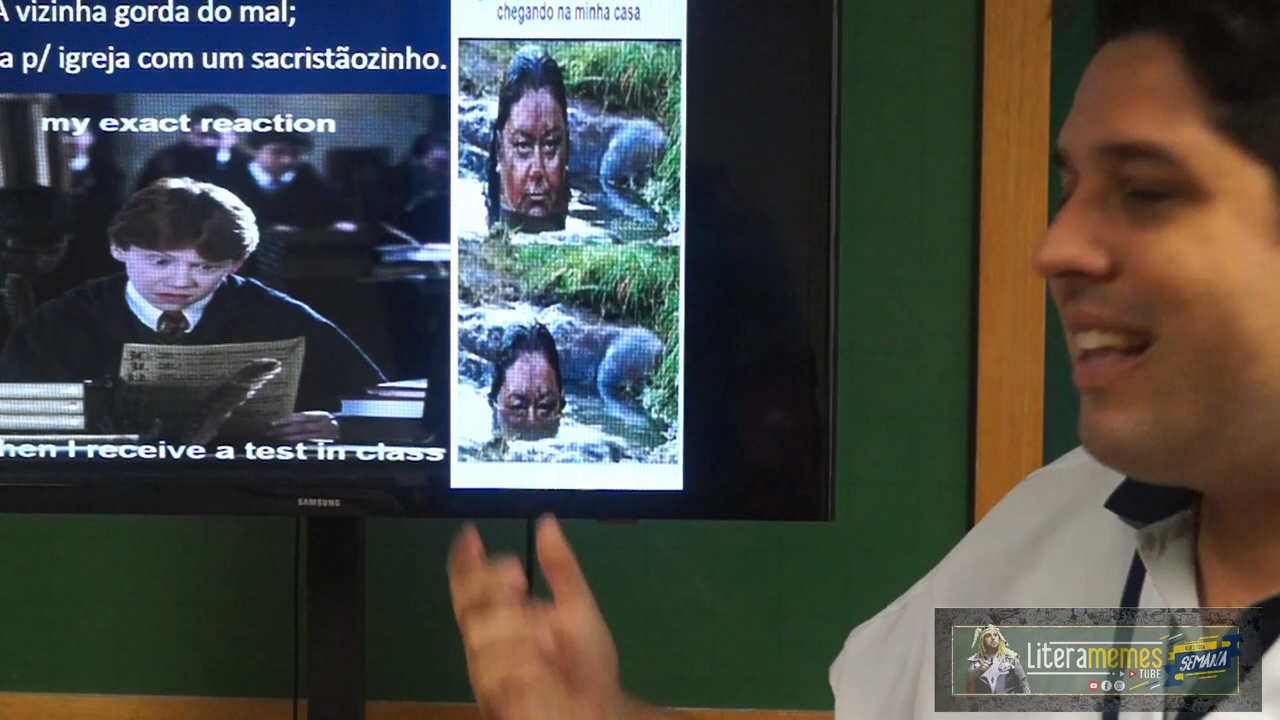 A vizinha gorda do mal;
a p/ igreja com um sacristãozinho.
chegando na minha casa
my exact reaction
hen I receive a test in class
SAMSUNG
LITERAMEMES
TUBE
SEMANA